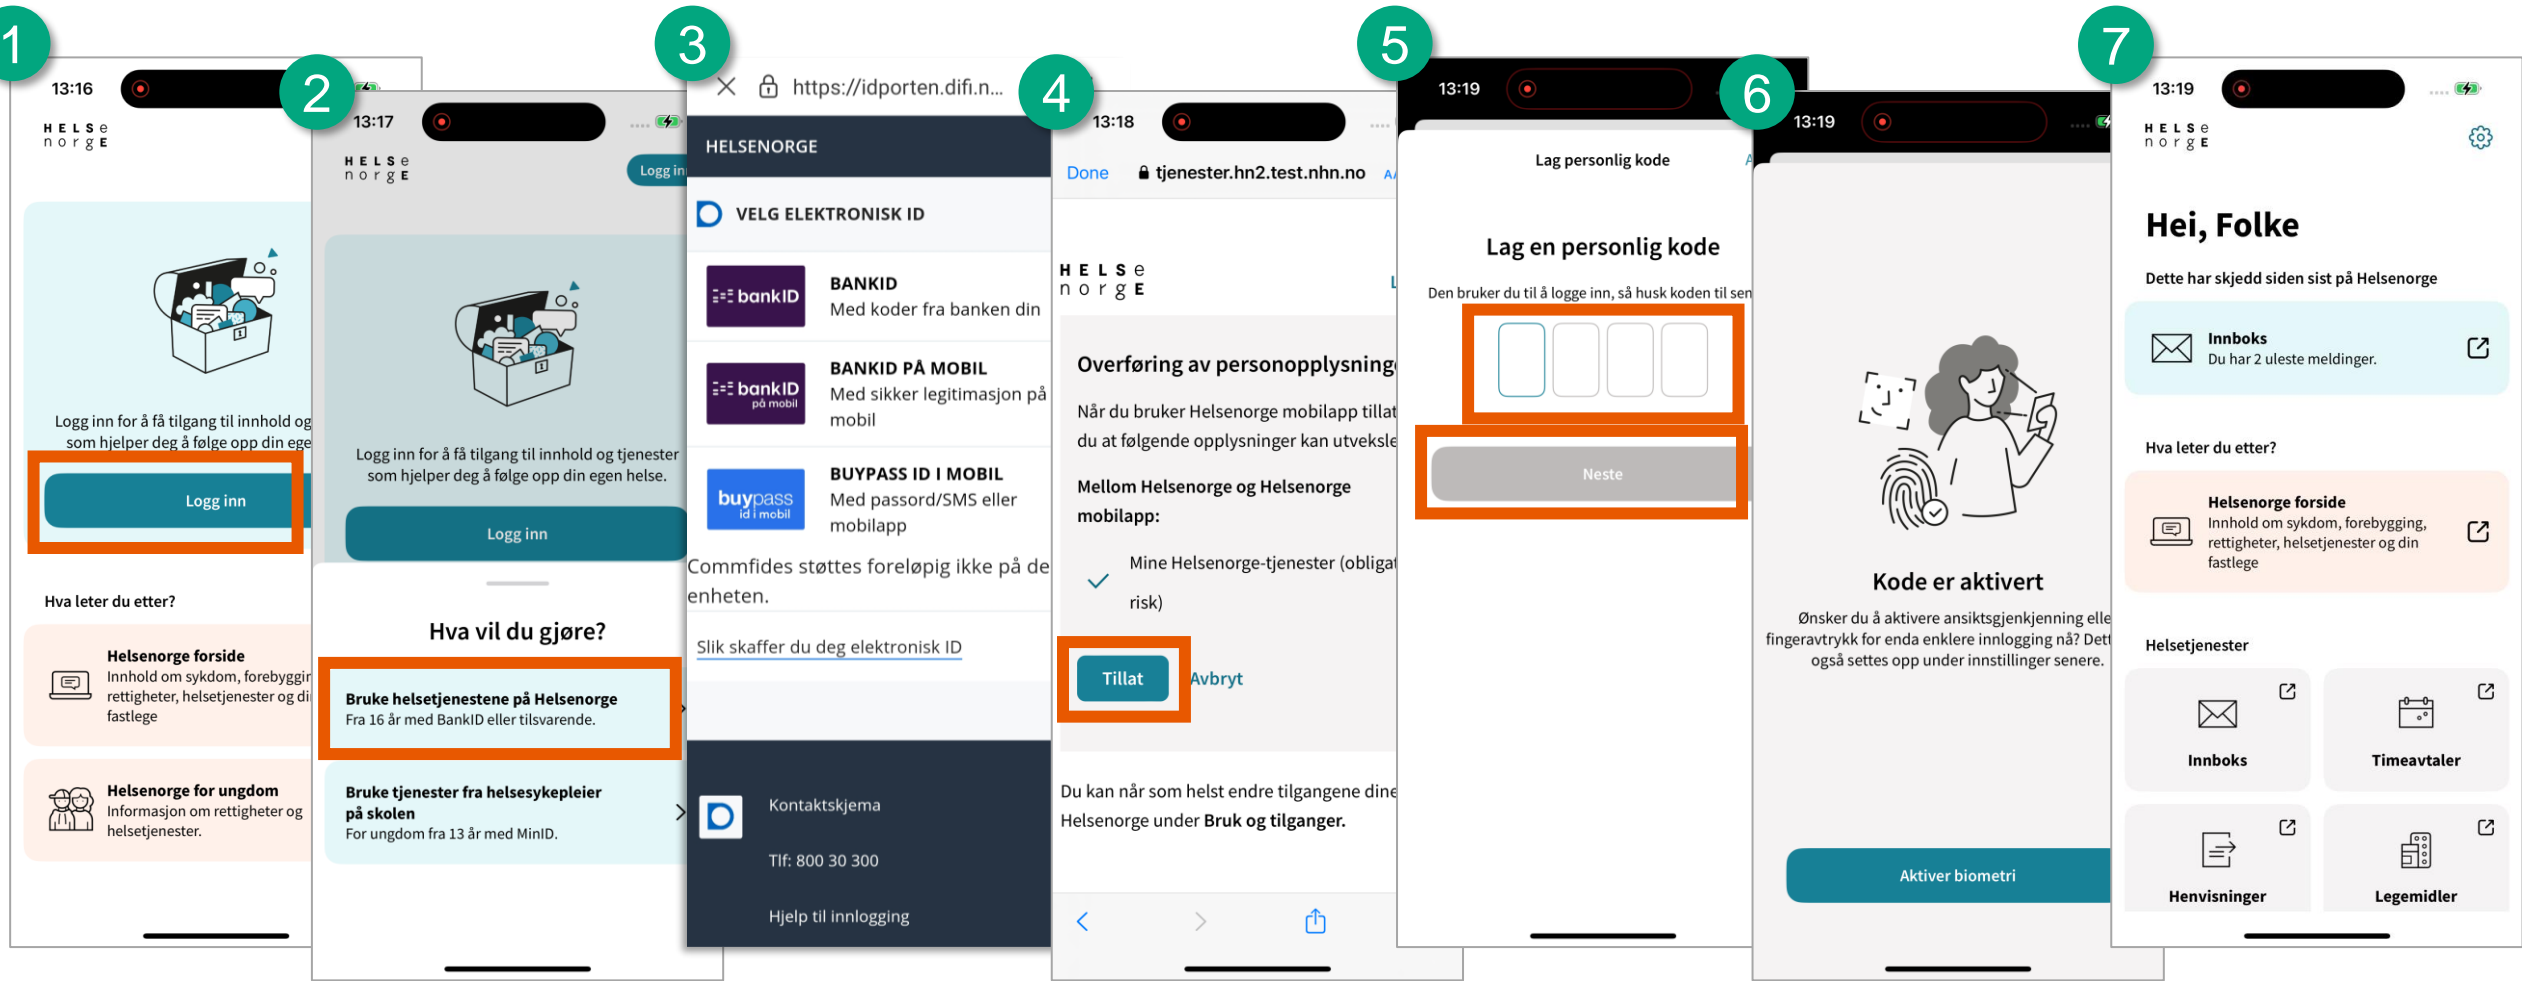 1
13:16
HELSe
norgE
Logg inn for å få tilgang til innhold og
som hjelper deg å følge opp din ege
Logg inn
Hva leter du etter?
Helsenorge forside
Innhold om sykdom, forebyggin
rettigheter, helsetjenester og di
fastlege
Helsenorge for ungdom
Informasjon om rettigheter og
helsetjenester.
2
13:17
HELSe
norgE
Logg in
Logg inn for å få tilgang til innhold og tjenester
som hjelper deg å følge opp din egen helse.
Logg inn
Hva vil du gjøre?
Bruke helsetjenestene på Helsenorge
Fra 16 år med BankID eller tilsvarende.
Bruke tjenester fra helsesykepleier
på skolen
For ungdom fra 13 år med MinID.
3
https://idporten.difi.n...
HELSENORGE
VELG ELEKTRONISK ID
bankID
BANKID
Med koder fra banken din
bankID
på mobil
BANKID PÅ MOBIL
Med sikker legitimasjon på
mobil
buypass
id i mobil
BUYPASS ID I MOBIL
Med passord/SMS eller
mobilapp
Commfides støttes foreløpig ikke på de
enheten.
Slik skaffer du deg elektronisk ID
Kontaktskjema
Tlf: 800 30 300
Hjelp til innlogging
4
13:18
Done
tjenester.hn2.test.nhn.no
HELSe
norgE
Overføring av personopplysninge
Når du bruker Helsenorge mobilapp tillat
du at følgende opplysninger kan utveksle
Mellom Helsenorge og Helsenorge
mobilapp:
Mine Helsenorge-tjenester (obligat
risk)
Tillat
Avbryt
Du kan når som helst endre tilgangene dine
Helsenorge under Bruk og tilganger.
5
13:19
Lag personlig kode
Lag en personlig kode
Den bruker du til å logge inn, så husk koden til sen
Neste
6
13:19
Kode er aktivert
Ønsker du å aktivere ansiktsgjenkjenning elle
fingeravtrykk for enda enklere innlogging nå? Det
også settes opp under innstillinger senere.
Aktiver biometri
7
13:19
HELSe
norgE
Hei, Folke
Dette har skjedd siden sist på Helsenorge
Innboks
Du har 2 uleste meldinger.
Hva leter du etter?
Helsenorge forside
Innhold om sykdom, forebygging,
rettigheter, helsetjenester og din
fastlege
Helsetjenester
Innboks
Timeavtaler
Henvisninger
Legemidler